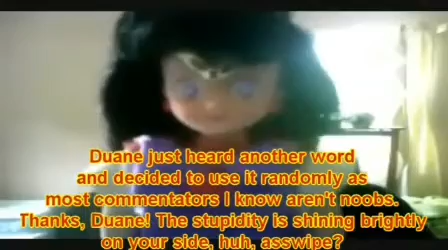 Duane just heard another word
and decided to use it randomly as
most commentators I know aren't noobs.
Thanks, Duane! The stupidity is shining brightly
on your side, huh, asswipe?